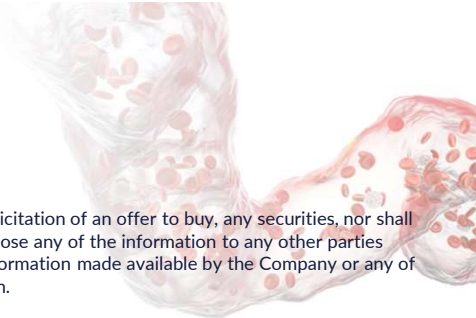 icitation of an offer to buy, any securities, nor shall
ose any of the information to any other parties
ormation made available by the Company or any of
n.